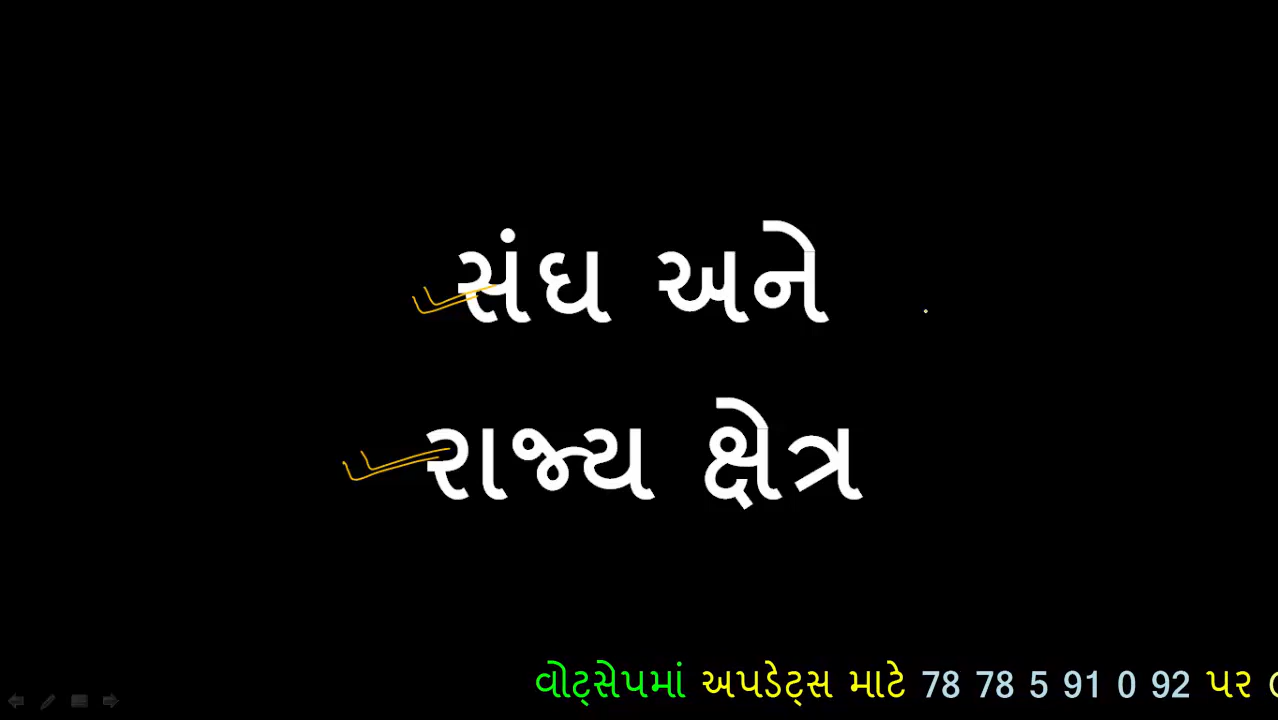 સંઘ અને
રાજ્ય ક્ષેત્ર
વોટ્સેપમાં અપડેટ્સ માટે 78 78 5 91 0 92 પર